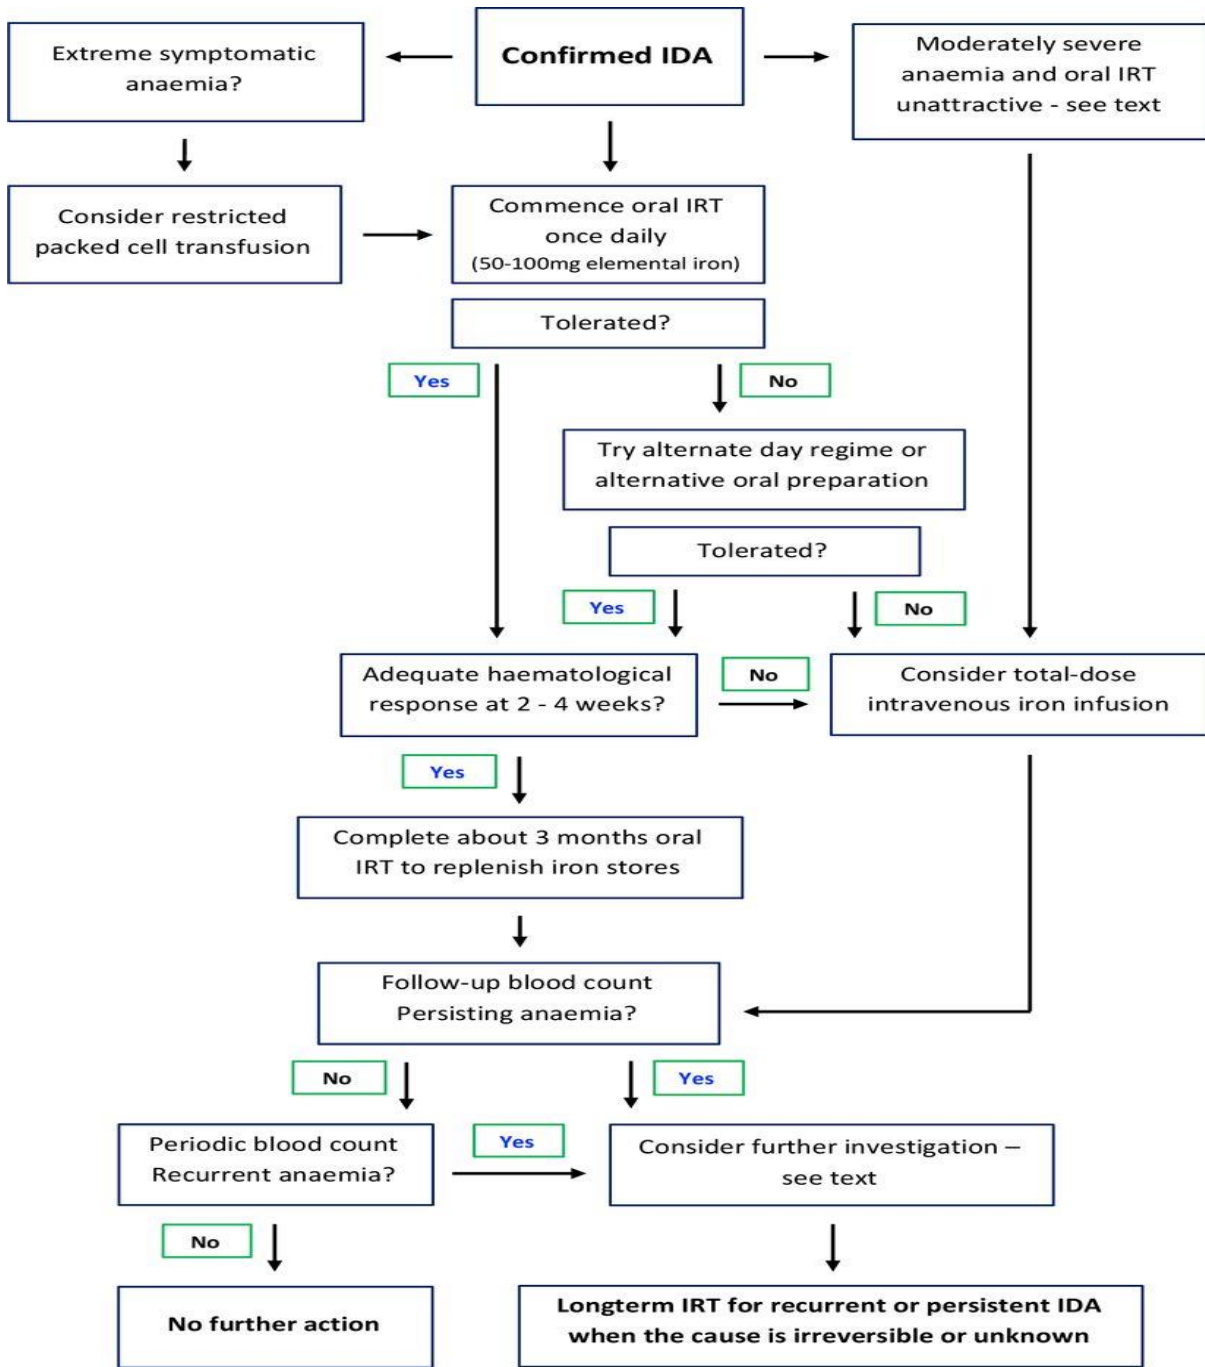 Extreme symptomatic
anaemia?
Confirmed IDA
Moderately severe
anaemia and oral IRT
unattractive - see text
Consider restricted
packed cell transfusion
Commence oral IRT
once daily
(50-100mg elemental iron)
Tolerated?
Yes
No
Try alternate day regime or
alternative oral preparation
Tolerated?
Yes
No
Adequate haematological
response at 2 - 4 weeks?
No
Consider total-dose
intravenous iron infusion
Yes
Complete about 3 months oral
IRT to replenish iron stores
Follow-up blood count
Persisting anaemia?
No
Yes
Periodic blood count
Recurrent anaemia?
Yes
Consider further investigation –
see text
No
No further action
Longterm IRT for recurrent or persistent IDA
when the cause is irreversible or unknown